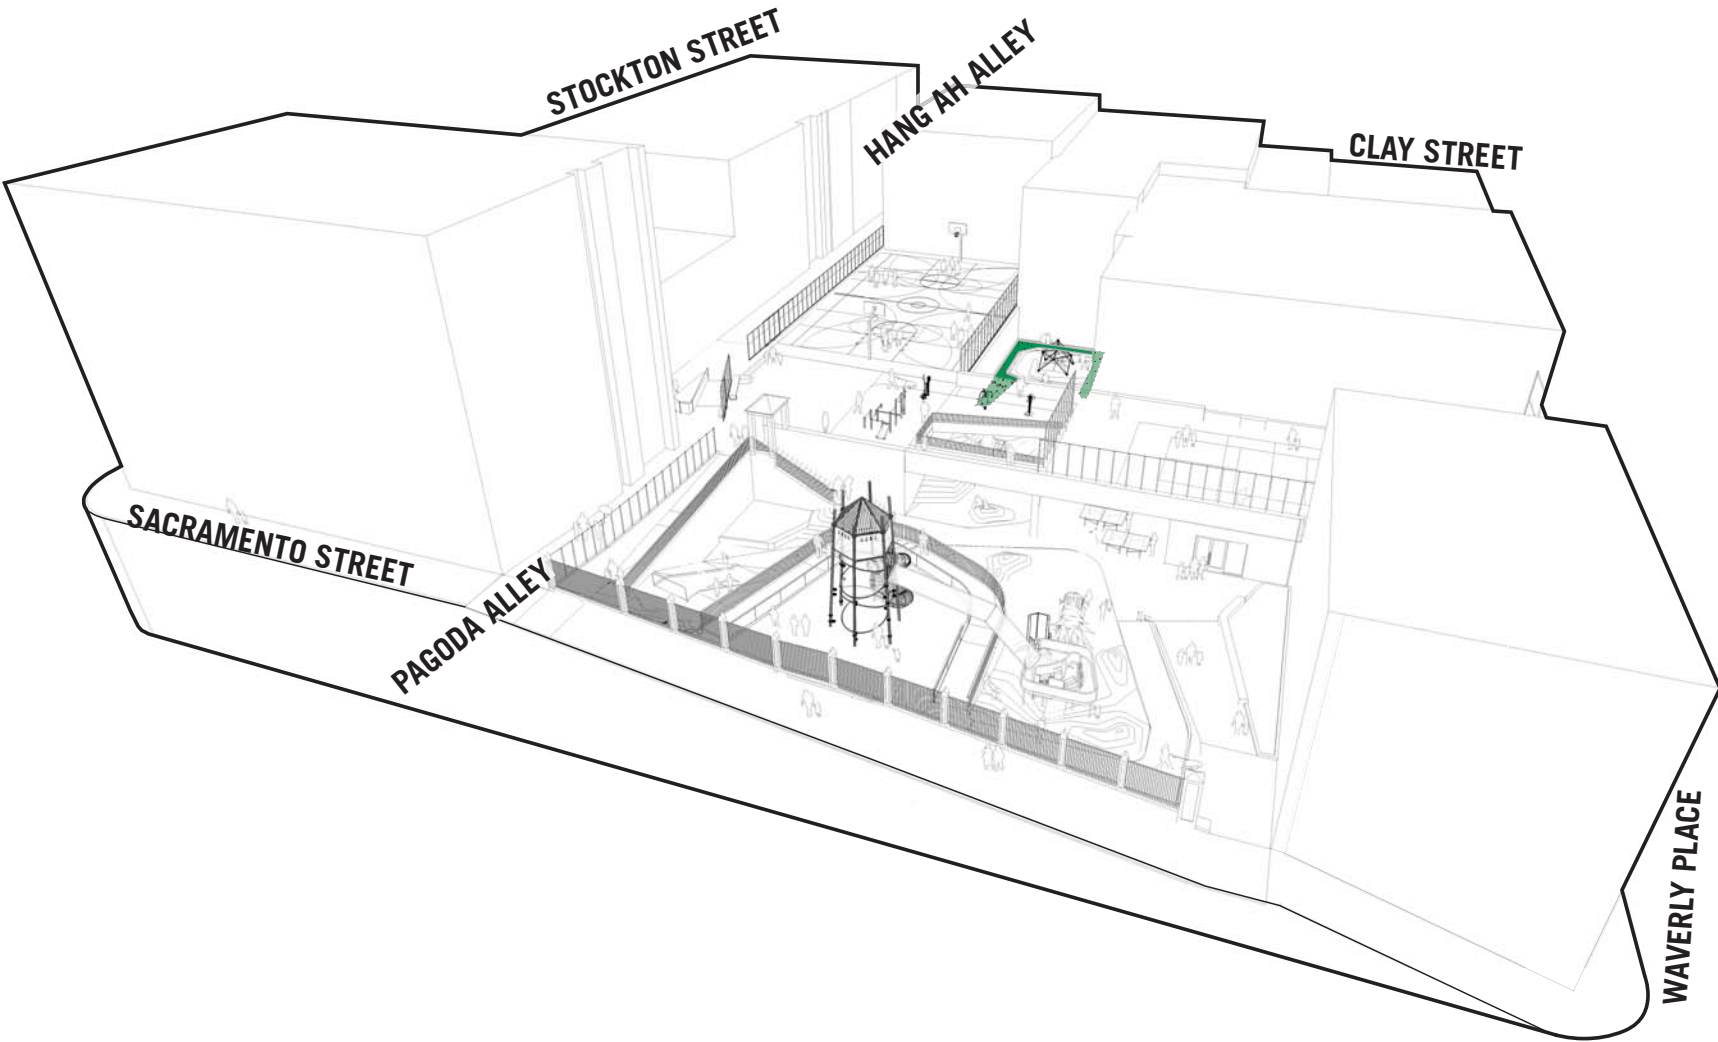 STOCKTON STREET
HANG AH ALLEY
CLAY STREET
SACRAMENTO STREET
PAGODA ALLEY
WAVERLY PLACE